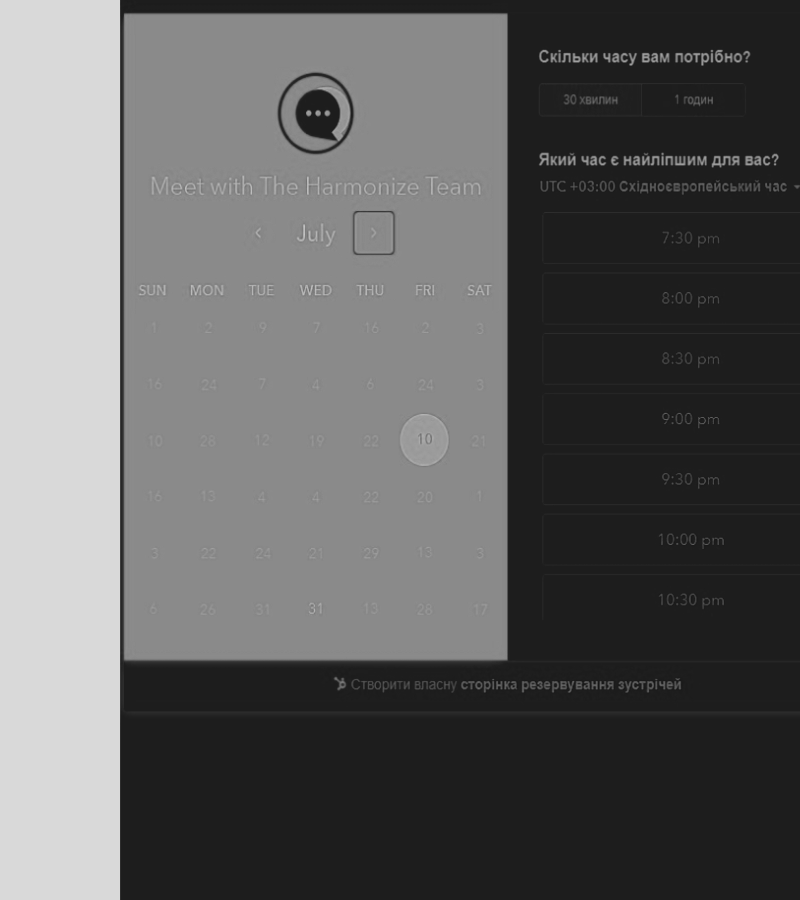 Meet with The Harmonize Team
July
SUN MON TUE WED THU FRI SAT
1 2 9 7 16 2 3
16 24 7 4 6 24 3
10 28 12 19 22 10 21
16 13 4 4 22 20 1
3 22 24 21 29 13 3
6 26 31 31 13 28 17
Скільки часу вам потрібно?
30 хвилин 1 годин
Який час є найліпшим для вас?
UTC +03:00 Східноєвропейський час
7:30 pm
8:00 pm
8:30 pm
9:00 pm
9:30 pm
10:00 pm
10:30 pm
Створити власну сторінка резервування зустрічей